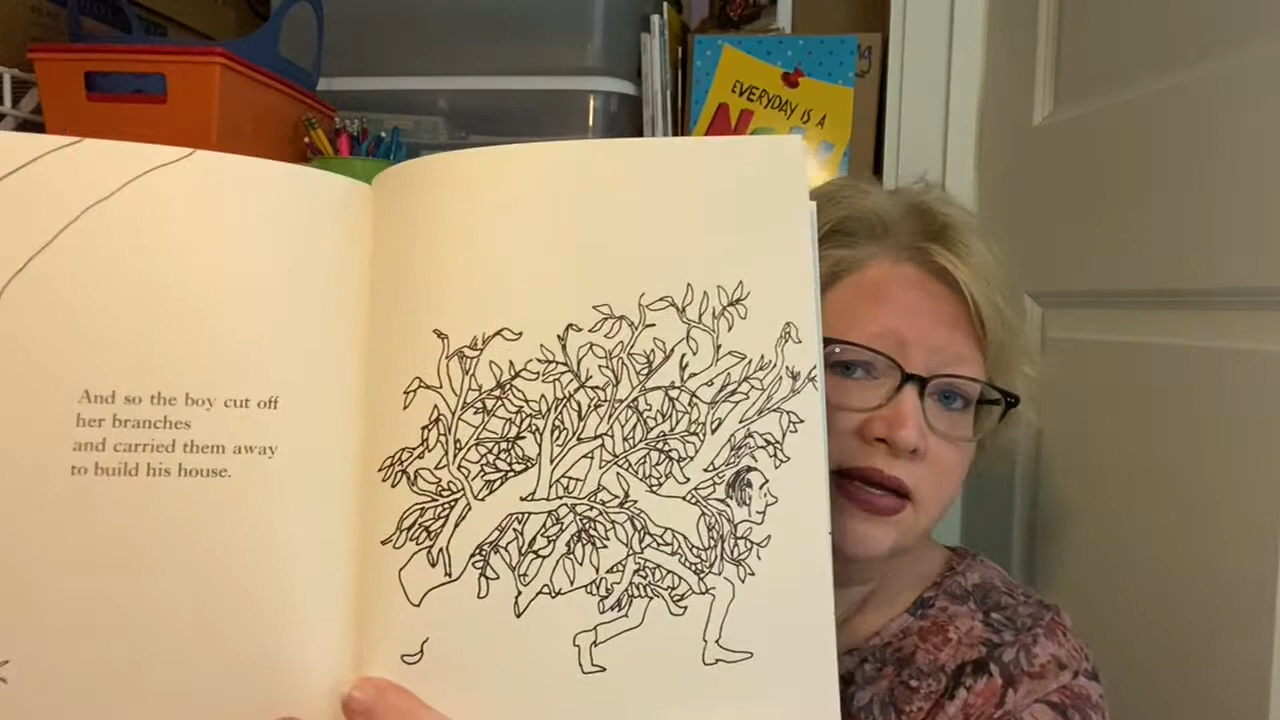 EVERYDAY IS A
And so the boy cut off
her branches
and carried them away
to build his house.